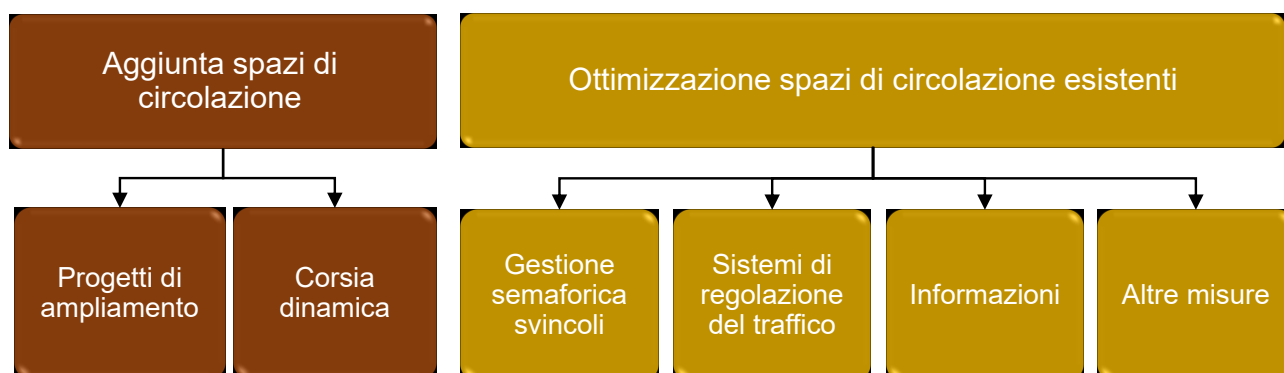 Aggiunta spazi di
circolazione
Ottimizzazione spazi di circolazione esistenti
Progetti di
ampliamento
Corsia
dinamica
Gestione
semaforica
svincoli
Sistemi di
regolazione
del traffico
Informazioni
Altre misure